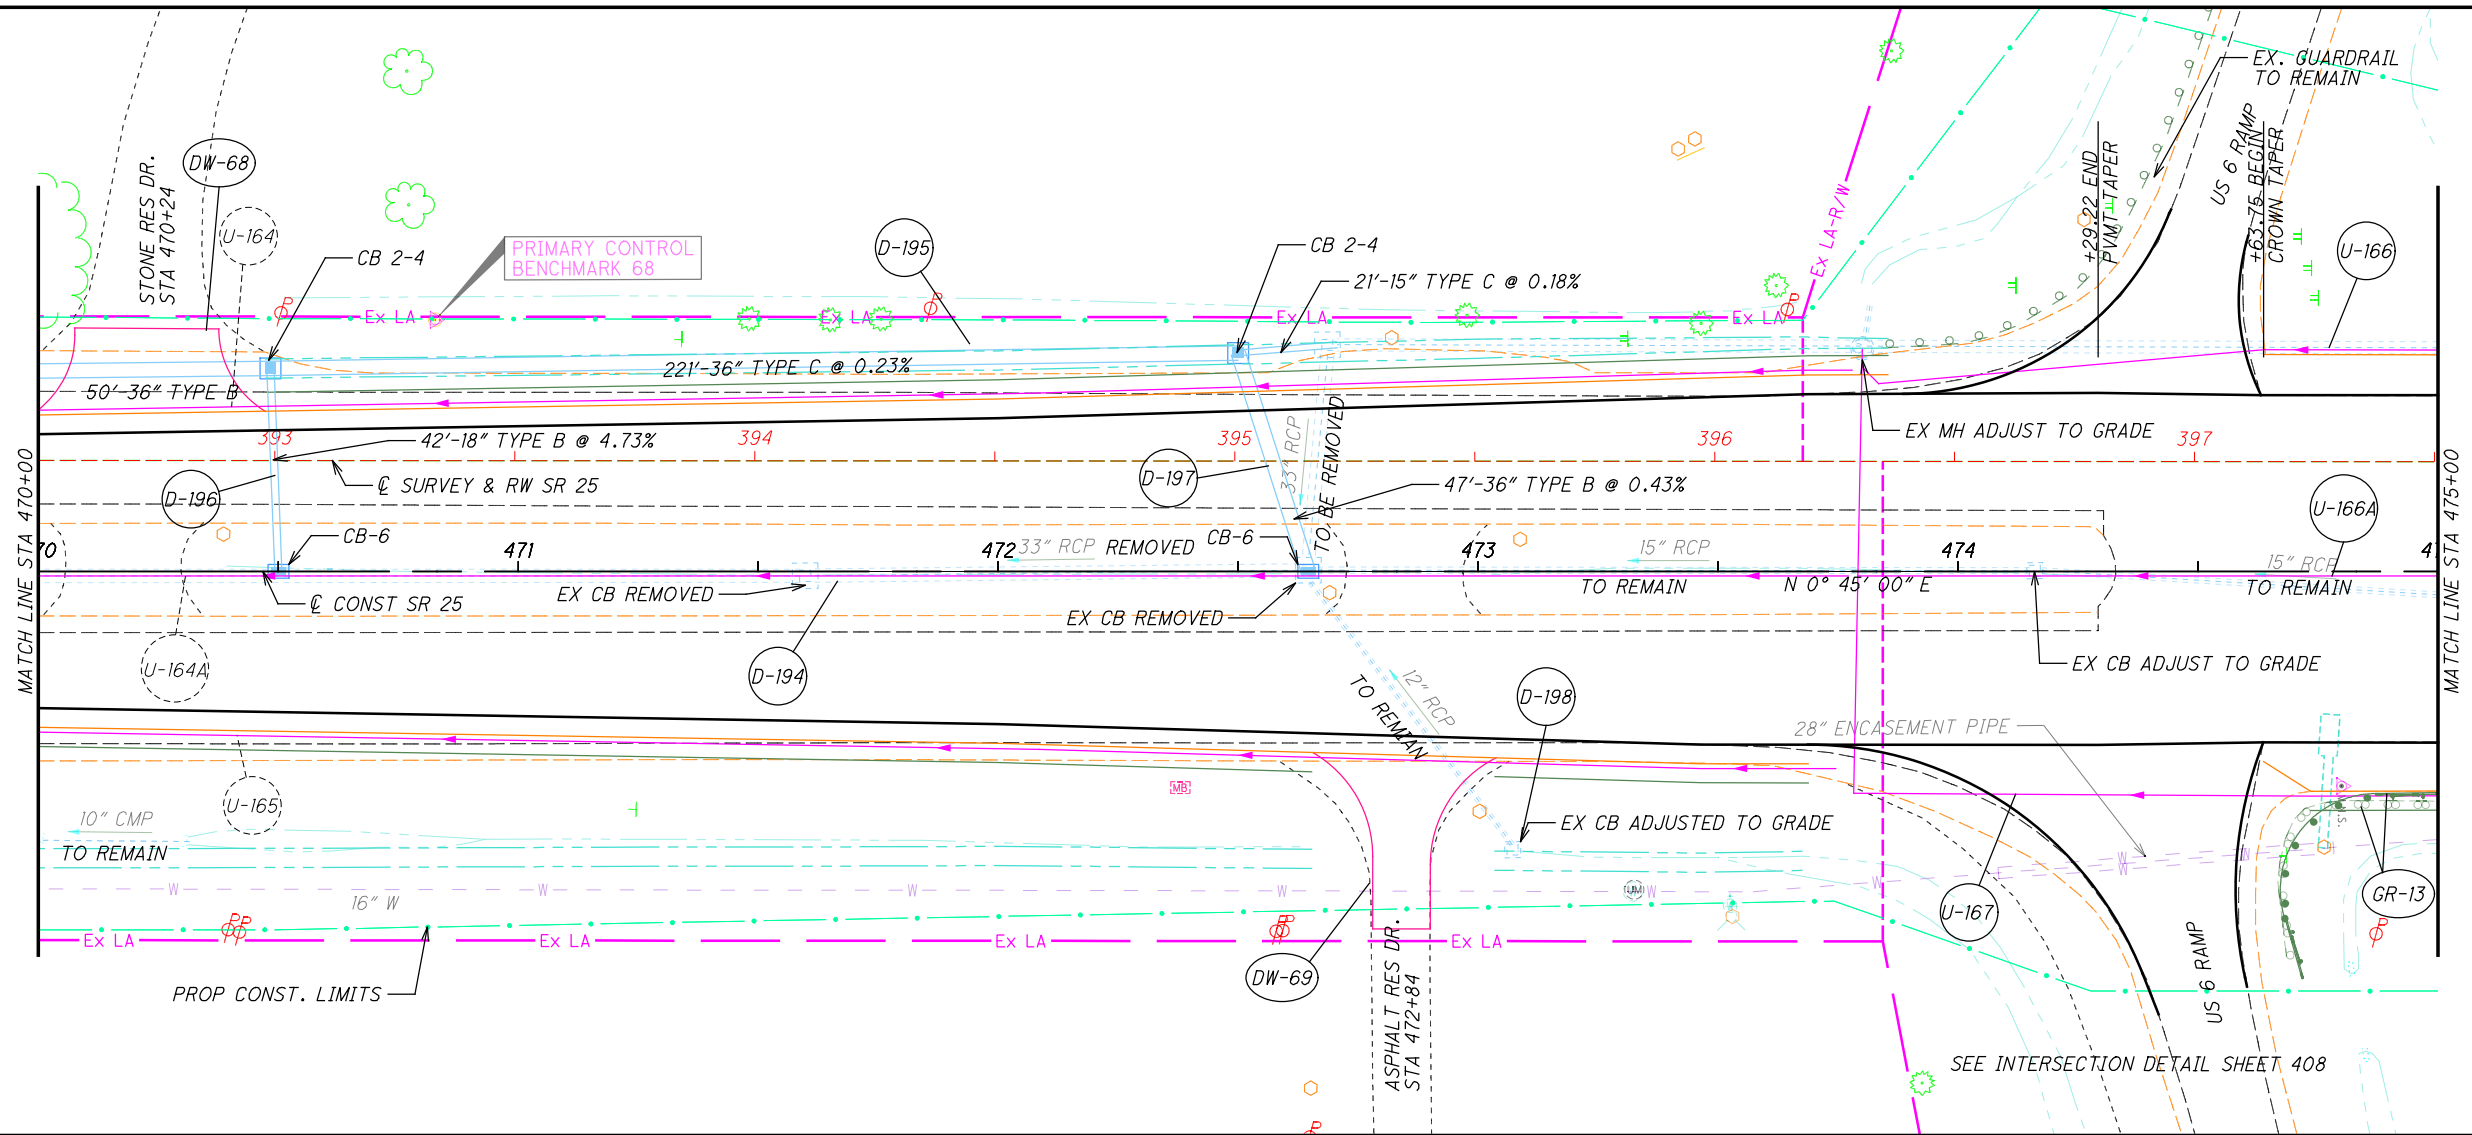 EX. GUARDRAIL
TO REMAIN
US 6 RAMP
+29.22 END
PVMT TAPER
+63.75 BEGIN
CROWN TAPER
STONE RES DR.
STA 470+24
DW-68
U-164
CB 2-4
PRIMARY CONTROL
BENCHMARK 68
D-195
CB 2-4
21'-15" TYPE C @ 0.18%
Ex LA-R/W
U-166
P
P
P
Ex LA
Ex LA
Ex LA
Ex LA
221'-36" TYPE C @ 0.23%
50'-36" TYPE B
393
394
395
396
397
42'-18" TYPE B @ 4.73%
EX MH ADJUST TO GRADE
33" RCP
TO BE REMOVED
D-196
℄ SURVEY & RW SR 25
D-197
47'-36" TYPE B @ 0.43%
U-166A
MATCH LINE STA 470+00
MATCH LINE STA 475+00
CB-6
CB-6
70
471
472
473
474
47
33" RCP
REMOVED
15" RCP
15" RCP
TO REMAIN
N 0° 45' 00" E
TO REMAIN
℄ CONST SR 25
EX CB REMOVED
EX CB REMOVED
U-164A
D-194
12" RCP
TO REMIAN
D-198
EX CB ADJUST TO GRADE
28" ENCASEMENT PIPE
U-165
MB
10" CMP
TO REMAIN
EX CB ADJUSTED TO GRADE
W
W
W
W
W
W
W
W
W
16" W
UM
U-167
GR-13
M.S.
P
P
P
P
P
Ex LA
Ex LA
Ex LA
Ex LA
DW-69
ASPHALT RES DR.
STA 472+84
PROP CONST. LIMITS
US 6 RAMP
SEE INTERSECTION DETAIL SHEET 408
P